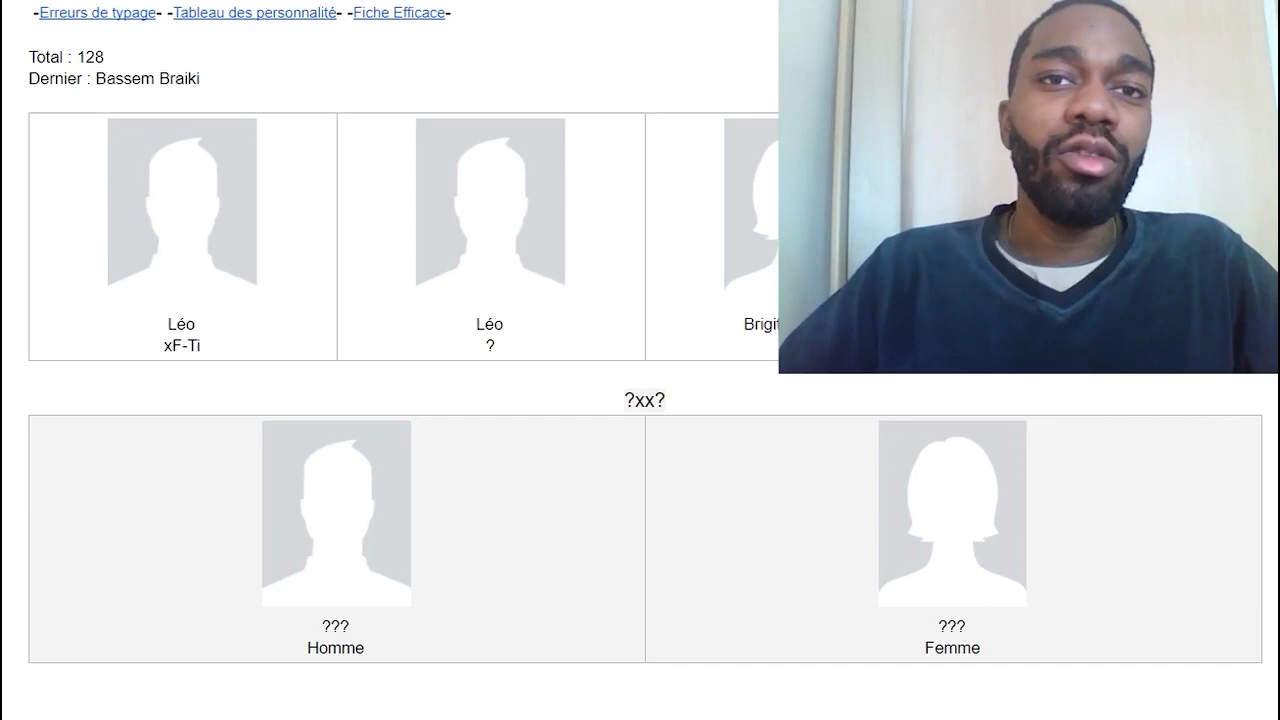 -Erreurs de typage- -Tableau des personnalité- -Fiche Efficace-
Total : 128
Dernier : Bassem Braiki
Léo
xF-Ti
Léo
?
Brigit
?xx?
???
Homme
???
Femme